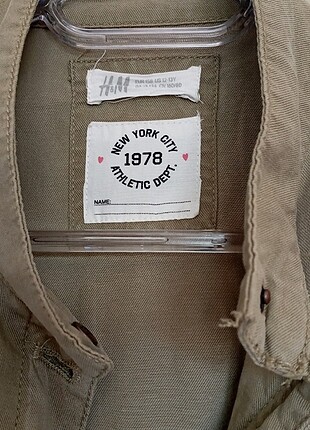 H&M
NEW YORK CITY
1978
ATHLETIC DEPT.
NAME: